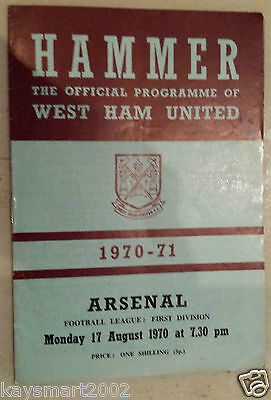 HAMMER
THE OFFICIAL PROGRAMME OF
WEST HAM UNITED
1970-71
ARSENAL
FOOTBALL LEAGUE: FIRST DIVISION
Monday 17 August 1970 at 7.30 pm
PRICE: ONE SHILLING (5p.)
kaysmart2002